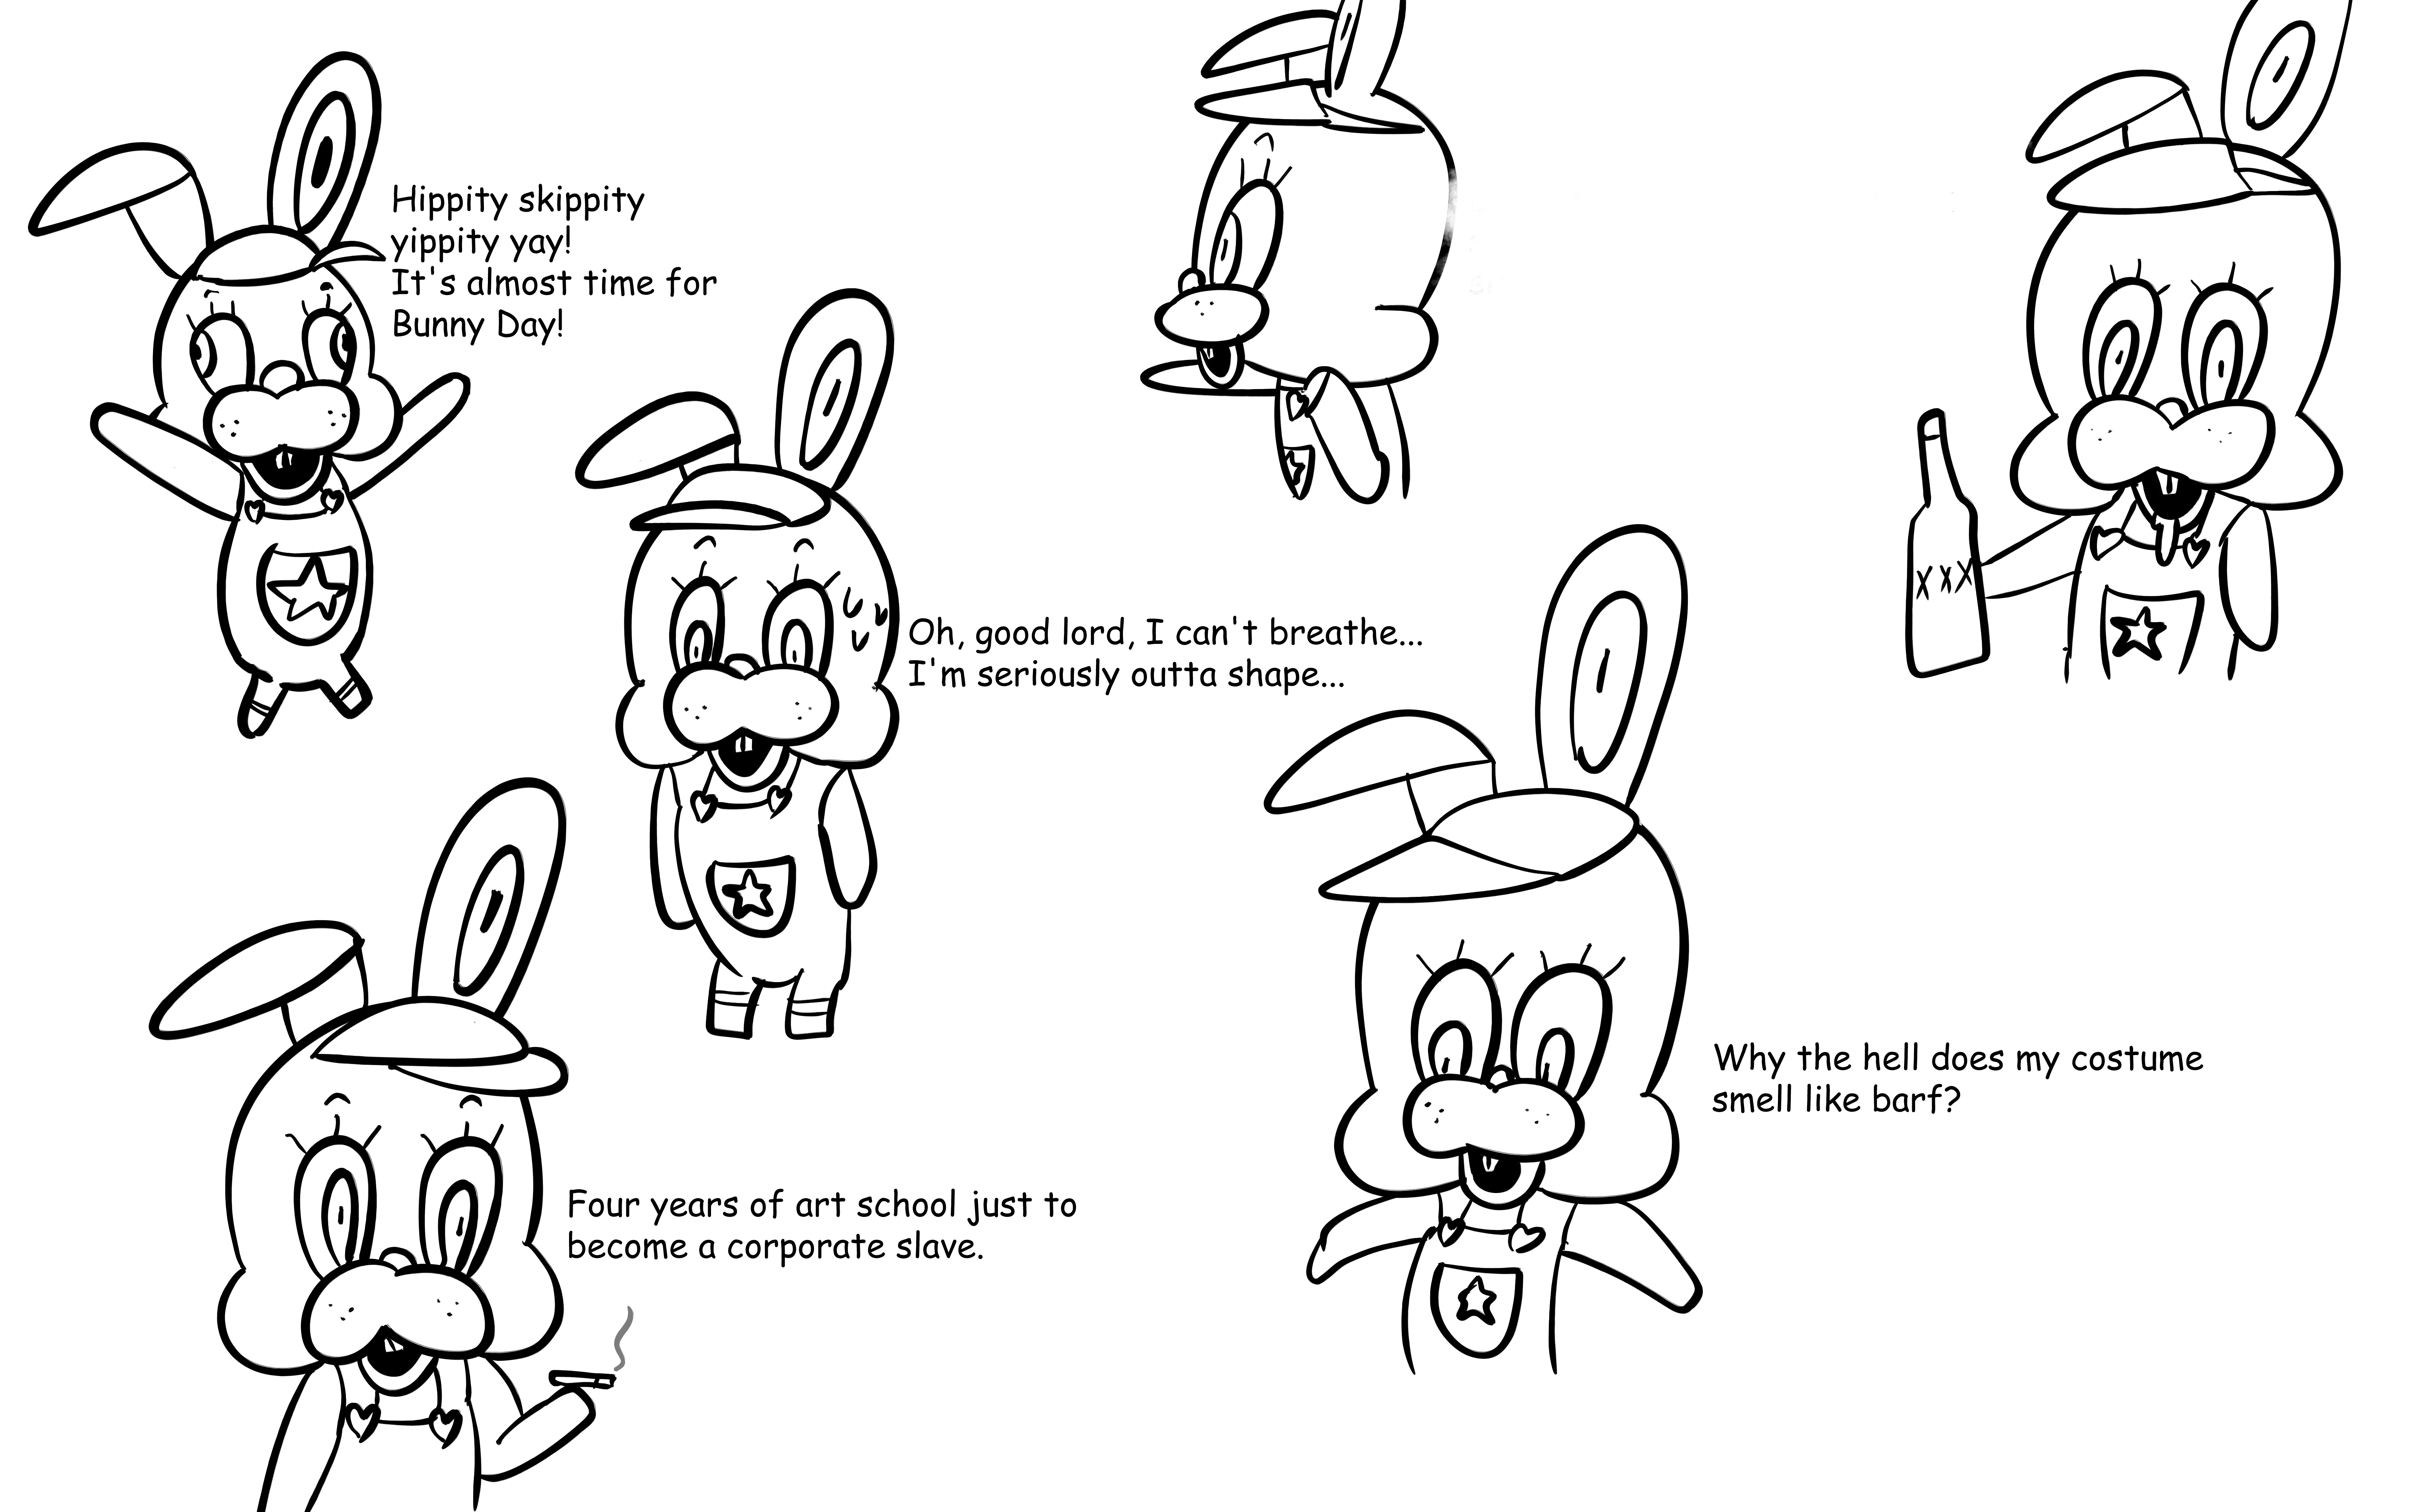 Hippity skippity
yippity yay!
It's almost time for
Bunny Day!
Oh, good lord, I can't breathe...
I'm seriously outta shape...
XXX
Why the hell does my costume
smell like barf?
Four years of art school just to
become a corporate slave.